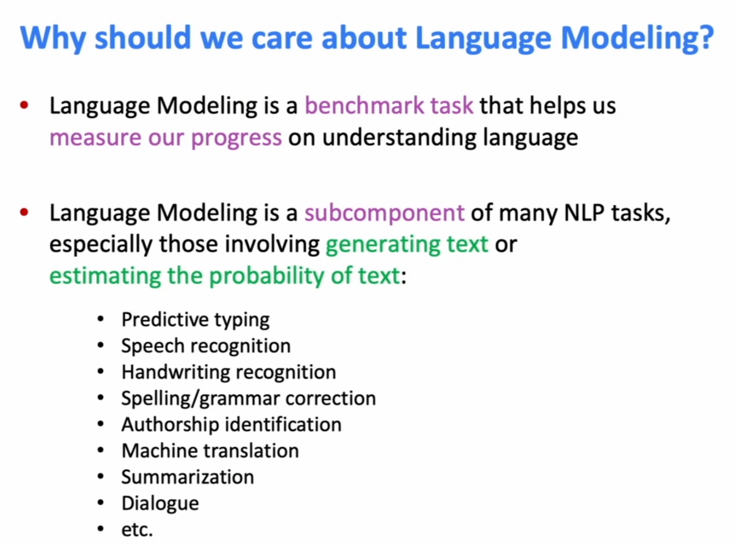 Why should we care about Language Modeling?
• Language Modeling is a benchmark task that helps us
measure our progress on understanding language
• Language Modeling is a subcomponent of many NLP tasks,
especially those involving generating text or
estimating the probability of text:
• Predictive typing
• Speech recognition
• Handwriting recognition
• Spelling/grammar correction
• Authorship identification
• Machine translation
• Summarization
• Dialogue
• etc.